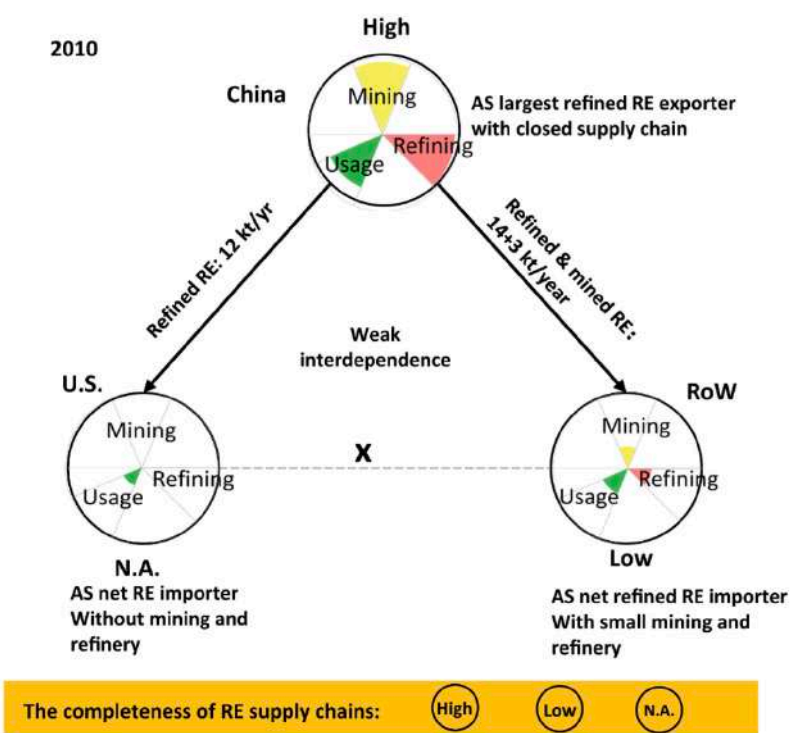 2010
High
China
Mining
Refining
Usage
AS largest refined RE exporter
with closed supply chain
Refined RE: 12 kt/yr
Refined & mined RE:
14+3 kt/year
Weak
interdependence
U.S.
Mining
Refining
Usage
X
RoW
Mining
Refining
Usage
N.A.
AS net RE importer
Without mining and
refinery
Low
AS net refined RE importer
With small mining and
refinery
The completeness of RE supply chains: High Low N.A.